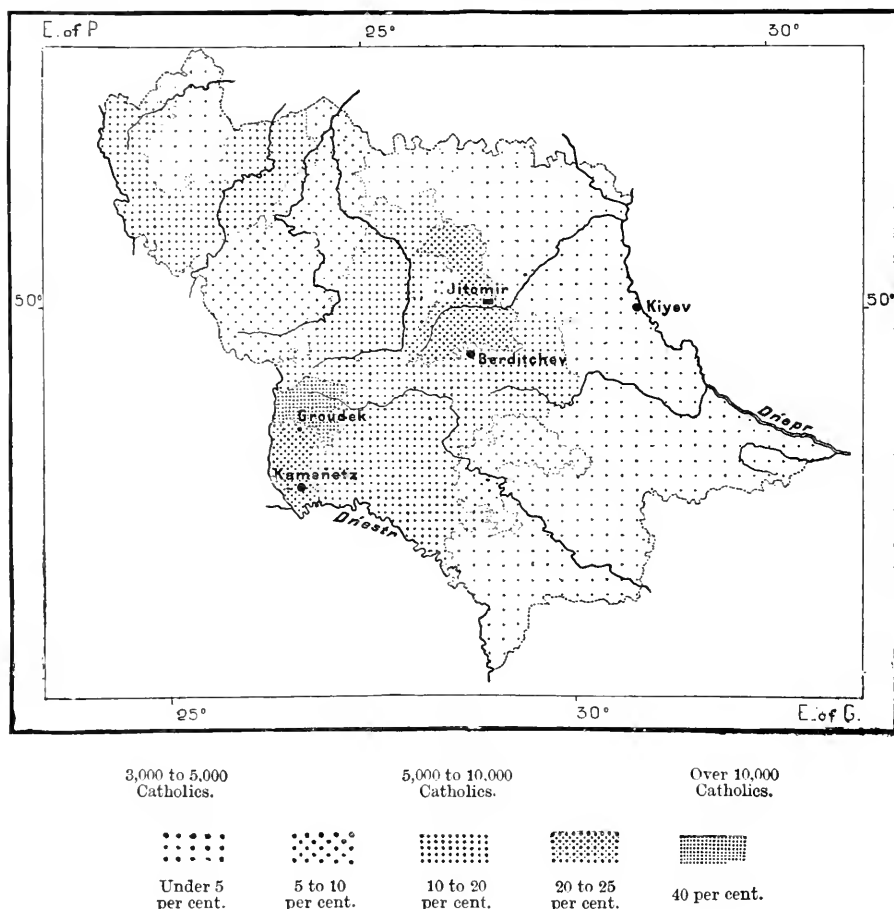 E. of P
25°
30°
Jitomir
50°
Kiyev
50°
Berditchev
Groudek
Dniepr
Kamenetz
Dniestr
25°
30°
E. of G.
3,000 to 5,000
Catholics.
5,000 to 10,000
Catholics.
Over 10,000
Catholics.
Under 5
per cent.
5 to 10
per cent.
10 to 20
per cent.
20 to 25
per cent.
40 per cent.